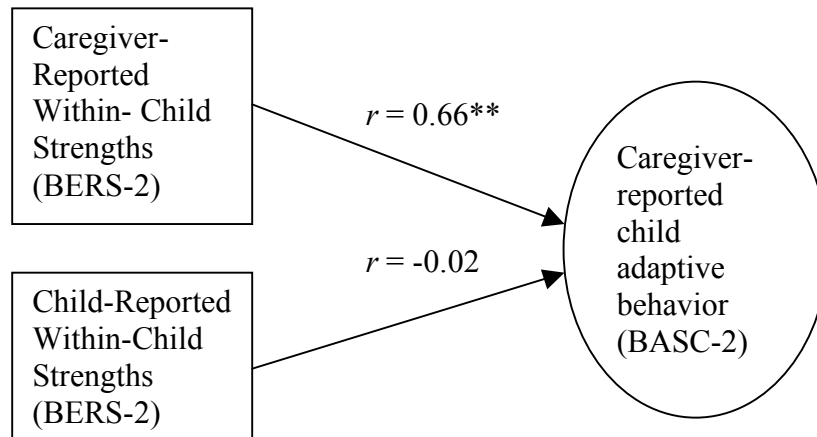 Caregiver-
Reported
Within- Child
Strengths
(BERS-2)
r = 0.66**
Caregiver-
reported
child
adaptive
behavior
(BASC-2)
r = -0.02
Child-Reported
Within-Child
Strengths
(BERS-2)